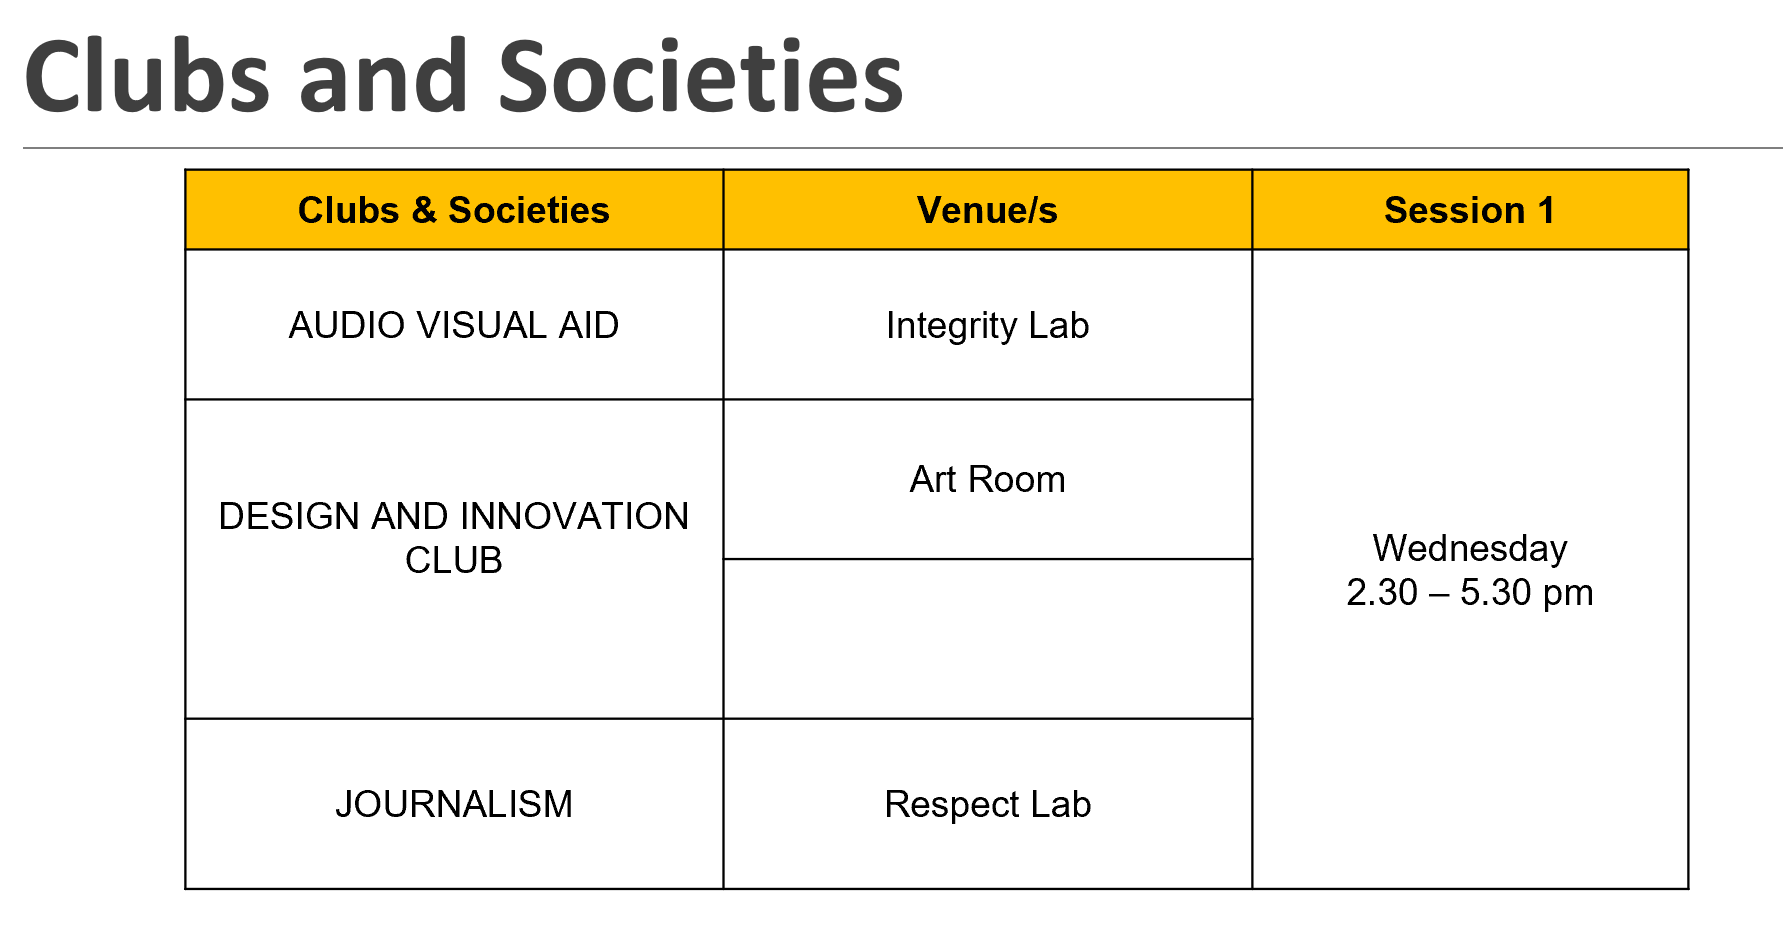 Clubs and Societies
Clubs & Societies
Venue/s
Session 1
AUDIO VISUAL AID
Integrity Lab
DESIGN AND INNOVATION
CLUB
Art Room
Wednesday
2.30 – 5.30 pm
JOURNALISM
Respect Lab